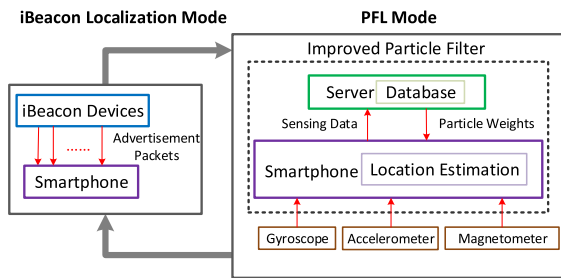 iBeacon Localization Mode
iBeacon Devices
Advertisement
Packets
......
Smartphone
PFL Mode
Improved Particle Filter
Server Database
Sensing Data
Particle Weights
Smartphone Location Estimation
Gyroscope
Accelerometer
Magnetometer